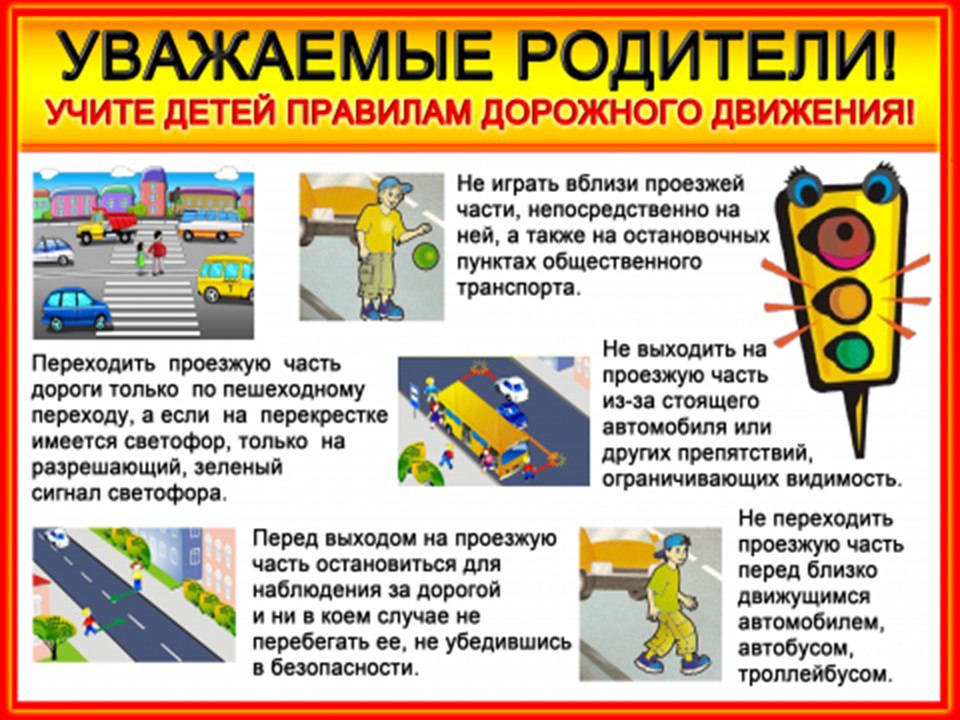 УВАЖАЕМЫЕ РОДИТЕЛИ!
УЧИТЕ ДЕТЕЙ ПРАВИЛАМ ДОРОЖНОГО ДВИЖЕНИЯ!
Не играть вблизи проезжей
части, непосредственно на
ней, а также на остановочных
пунктах общественного
транспорта.
Переходить проезжую часть
дороги только по пешеходному
переходу, а если на перекрестке
имеется светофор, только на
разрешающий, зеленый
сигнал светофора.
Не выходить на
проезжую часть
из-за стоящего
автомобиля или
других препятствий,
ограничивающих видимость.
Перед выходом на проезжую
часть остановиться для
наблюдения за дорогой
и ни в коем случае не
перебегать ее, не убедившись
в безопасности.
Не переходить
проезжую часть
перед близко
движущимся
автомобилем,
автобусом,
троллейбусом.